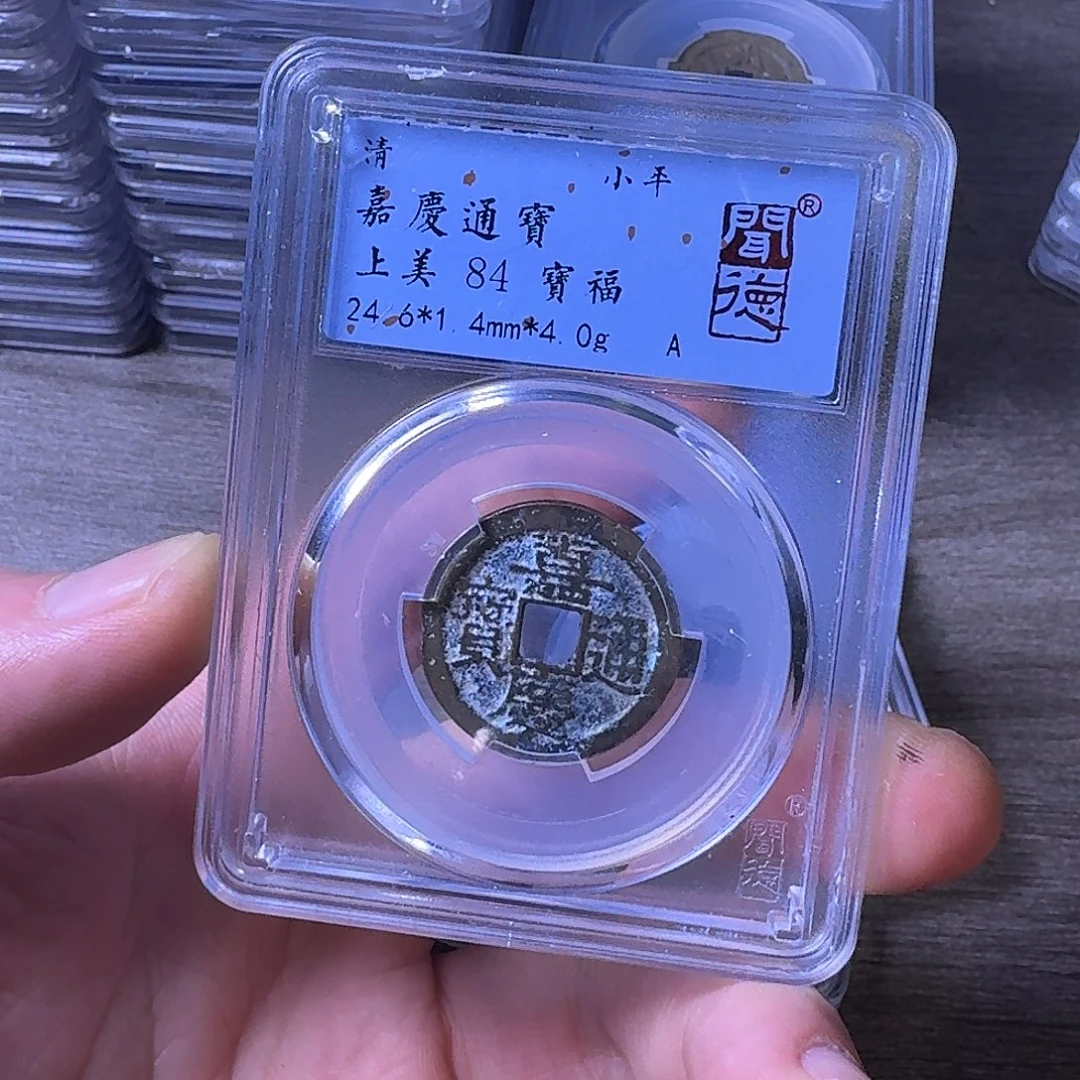 清 小平
嘉慶通寶
上美 84 寶福
24.6*1.4mm*4.0g A
聞德®
嘉慶通寶
®
聞德